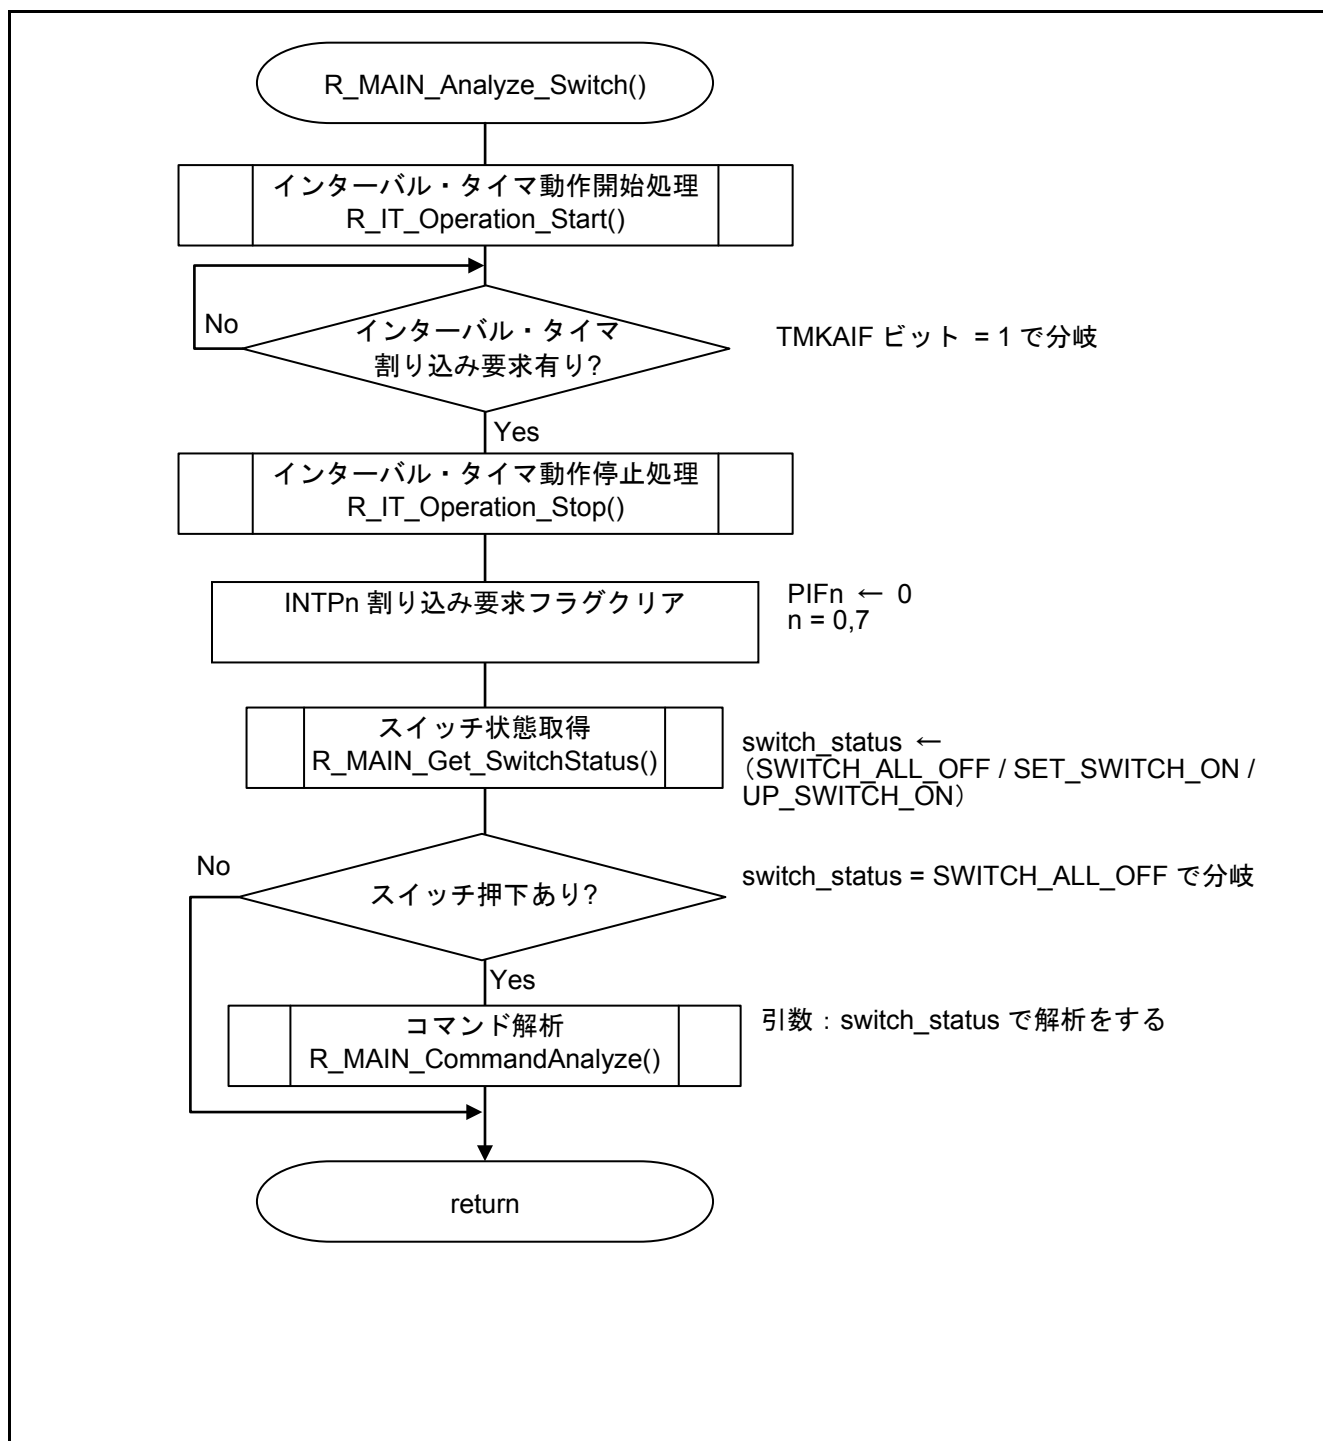 R_MAIN_Analyze_Switch()
インターバル・タイマ動作開始処理
R_IT_Operation_Start()
No
インターバル・タイマ
割り込み要求有り?
TMKAIF ビット = 1 で分岐
Yes
インターバル・タイマ動作停止処理
R_IT_Operation_Stop()
INTPn 割り込み要求フラグクリア
PIFn ← 0
n = 0,7
スイッチ状態取得
R_MAIN_Get_SwitchStatus()
switch_status ←
（SWITCH_ALL_OFF / SET_SWITCH_ON /
UP_SWITCH_ON）
No
スイッチ押下あり?
switch_status = SWITCH_ALL_OFF で分岐
Yes
コマンド解析
R_MAIN_CommandAnalyze()
引数：switch_status で解析をする
return